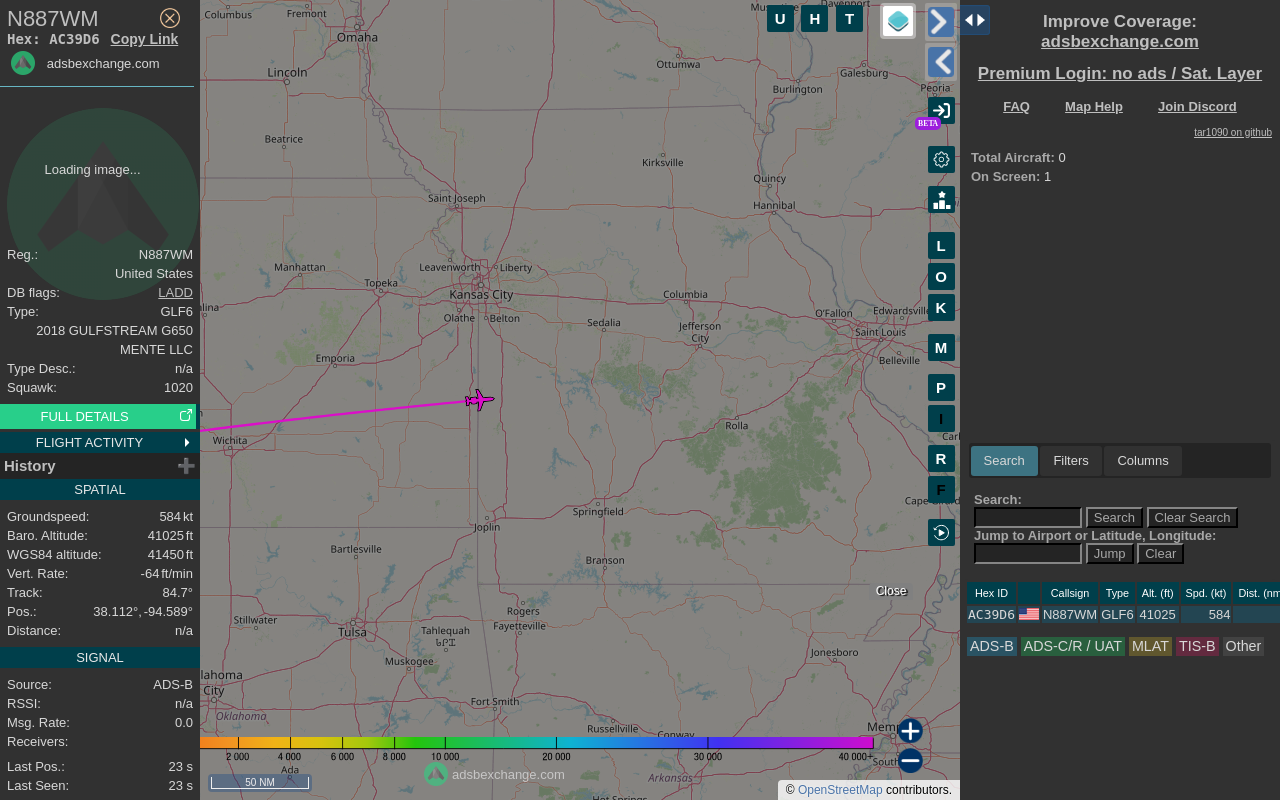 N887WM
Hex: AC39D6 Copy Link
adsbexchange.com
Loading image...
Reg.: N887WM
United States
DB flags: LADD
Type: GLF6
2018 GULFSTREAM G650
MENTE LLC
Type Desc.: n/a
Squawk: 1020
FULL DETAILS
FLIGHT ACTIVITY
History
SPATIAL
Groundspeed: 584 kt
Baro. Altitude: 41025 ft
WGS84 altitude: 41450 ft
Vert. Rate: -64 ft/min
Track: 84.7°
Pos.: 38.112°, -94.589°
Distance: n/a
SIGNAL
Source: ADS-B
RSSI: n/a
Msg. Rate: 0.0
Receivers:
Last Pos.: 23 s
Last Seen: 23 s
Columbus
Fremont
Omaha
Lincoln
Beatrice
Ottumwa
Galesburg
Burlington
Peoria
Kirksville
Quincy
Hannibal
Saint Joseph
Manhattan
Leavenworth
Liberty
Topeka
Kansas City
Columbia
Olathe
Belton
Sedalia
Jefferson
City
O'Fallon
Edwardsvill
Saint Louis
Belleville
Emporia
Wichita
Rolla
Springfield
Joplin
Bartlesville
Branson
Close
Rogers
Fayetteville
Stillwater
Tulsa
Tahlequah
ᏓᎵᏆ
Muskogee
Jonesboro
lahoma
City
Oklahoma
Fort Smith
Russellville
Conway
Ada
Arkansas
Hot Springs
2 000
4 000
6 000
8 000
10 000
20 000
30 000
40 000+
50 NM
adsbexchange.com
© OpenStreetMap contributors.
U H T
BETA
L
O
K
M
P
I
R
F
Improve Coverage:
adsbexchange.com
Premium Login: no ads / Sat. Layer
FAQ Map Help Join Discord
tar1090 on github
Total Aircraft: 0
On Screen: 1
Search Filters Columns
Search:
Search Clear Search
Jump to Airport or Latitude, Longitude:
Jump Clear
Hex ID Callsign Type Alt. (ft) Spd. (kt) Dist. (nm
AC39D6 N887WM GLF6 41025 584
ADS-B ADS-C/R / UAT MLAT TIS-B Other